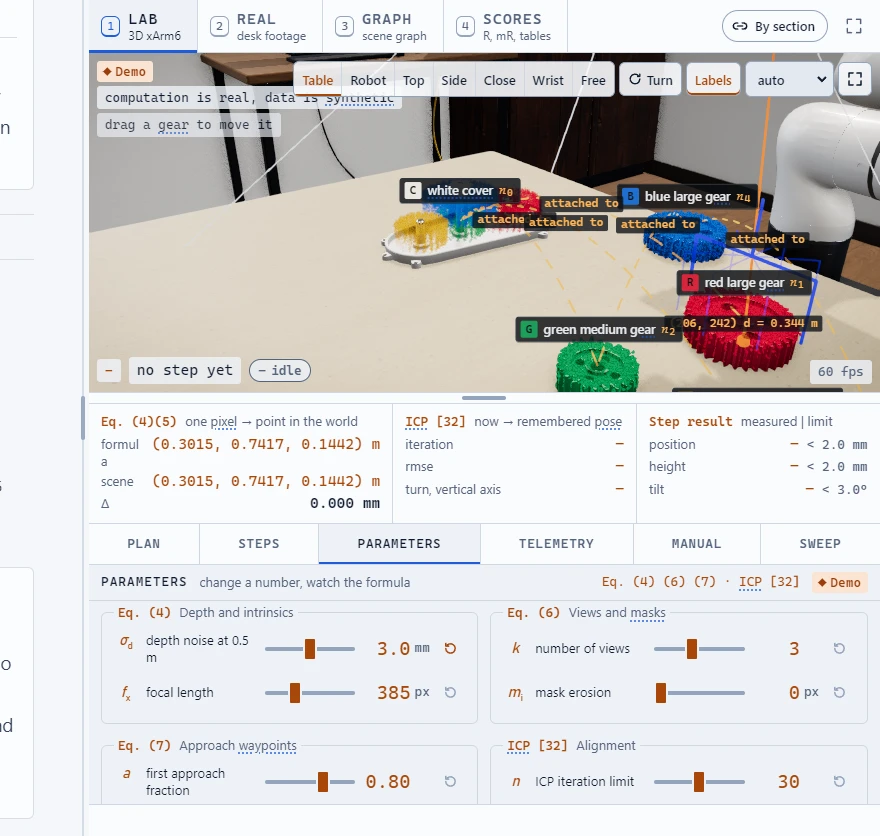 1 LAB
3D xArm6
2 REAL
desk footage
3 GRAPH
scene graph
4 SCORES
R, mR, tables
By section
Demo
Table Robot Top Side Close Wrist Free Turn Labels auto
computation is real, data is synthetic
drag a gear to move it
C white cover n0
attached to
B blue large gear n4
attache
attached to
attached to
attached to
R red large gear n1
G green medium gear n2
06, 242) d = 0.344 m
– no step yet – idle
60 fps
Eq. (4)(5) one pixel → point in the world
formula (0.3015, 0.7417, 0.1442) m
scene (0.3015, 0.7417, 0.1442) m
Δ 0.000 mm
ICP [32] now → remembered pose
iteration –
rmse –
turn, vertical axis –
Step result measured | limit
position – < 2.0 mm
height – < 2.0 mm
tilt – < 3.0°
PLAN STEPS PARAMETERS TELEMETRY MANUAL SWEEP
PARAMETERS change a number, watch the formula Eq. (4) (6) (7) · ICP [32] Demo
Eq. (4) Depth and intrinsics
σd depth noise at 0.5 m 3.0 mm
fx focal length 385 px
Eq. (6) Views and masks
k number of views 3
mi mask erosion 0 px
Eq. (7) Approach waypoints
a first approach fraction 0.80
ICP [32] Alignment
n ICP iteration limit 30